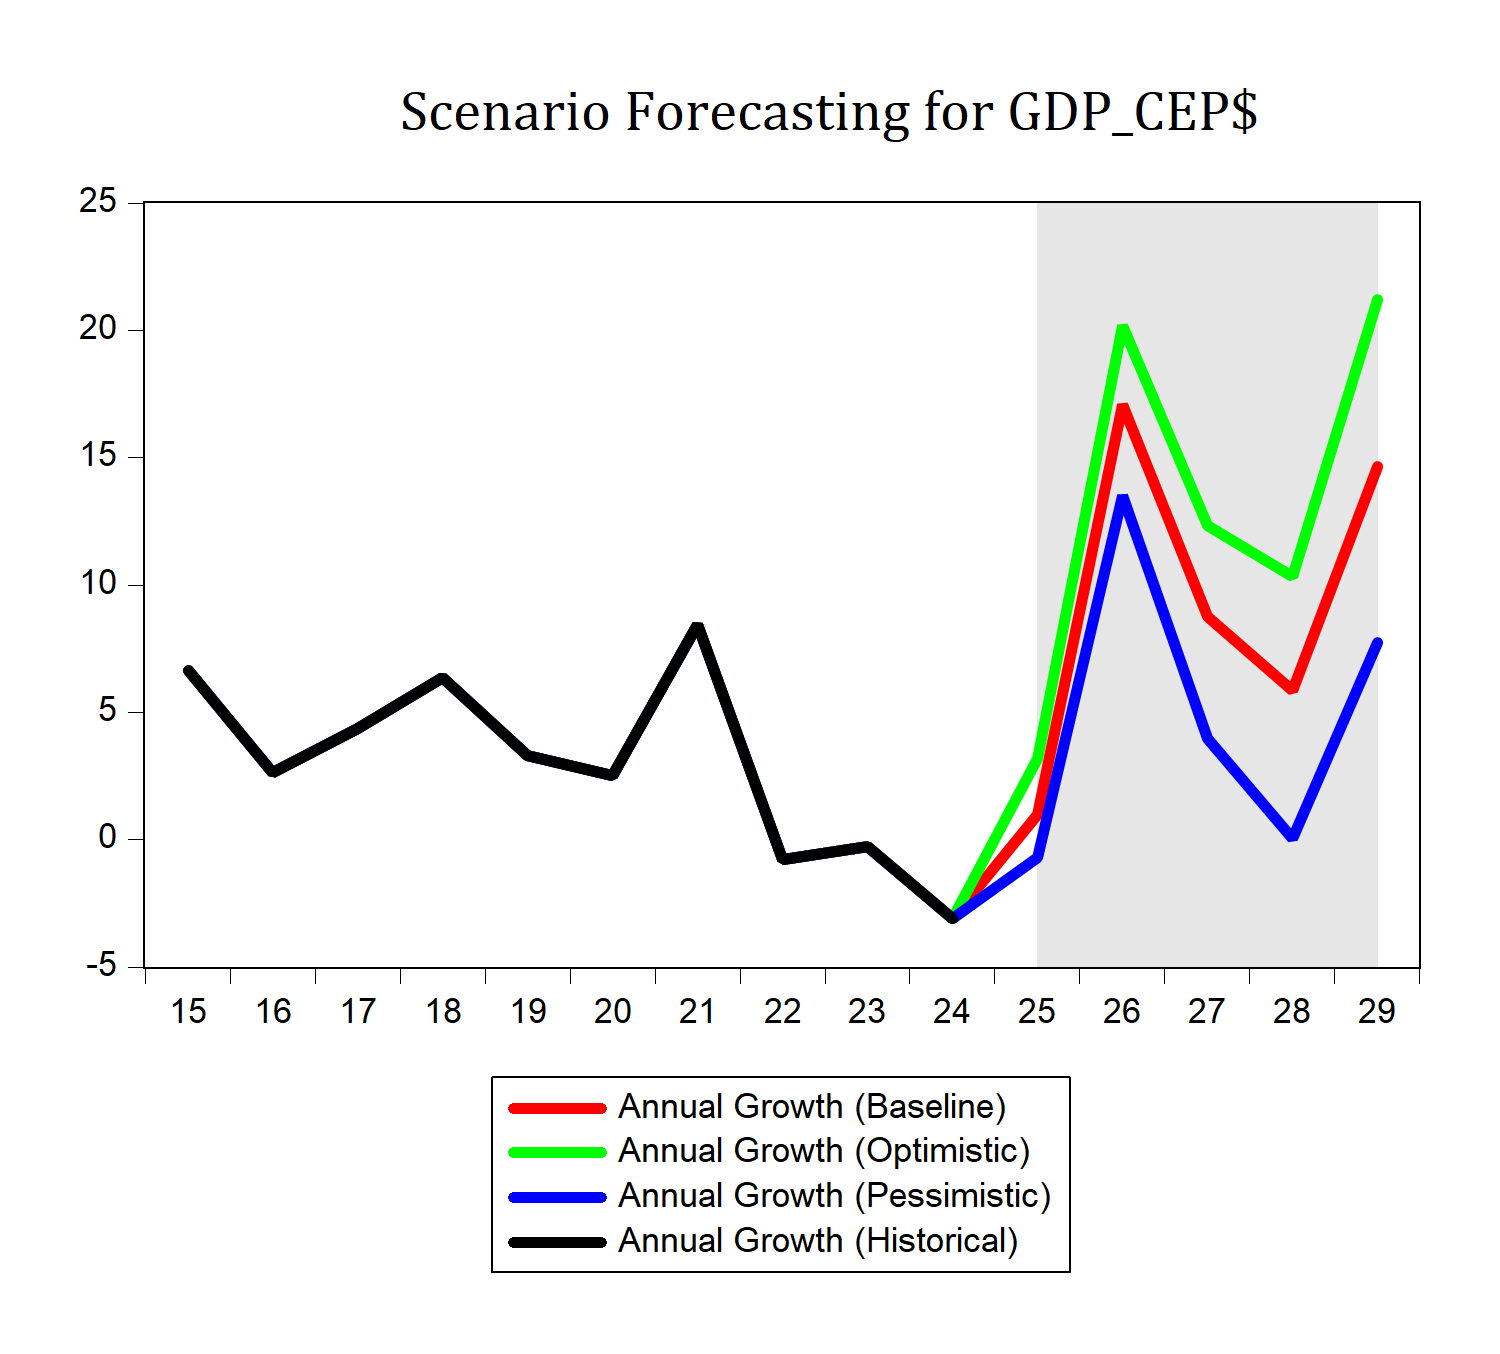 Scenario Forecasting for GDP_CEP$
25
20
15
10
5
0
-5
15 16 17 18 19 20 21 22 23 24 25 26 27 28 29
Annual Growth (Baseline)
Annual Growth (Optimistic)
Annual Growth (Pessimistic)
Annual Growth (Historical)